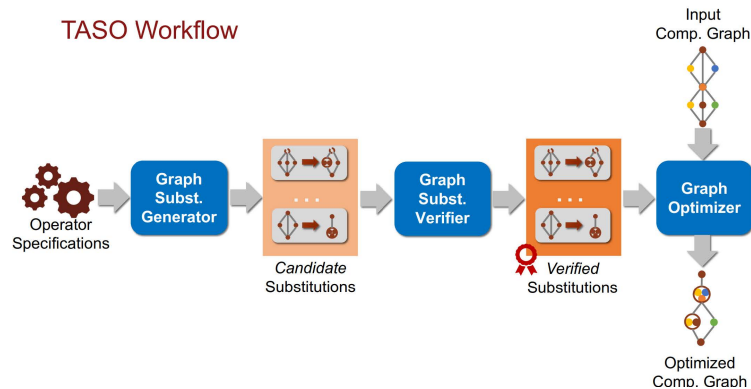 TASO Workflow
Input
Comp. Graph
Operator
Specifications
Graph
Subst.
Generator
...
Candidate
Substitutions
Graph
Subst.
Verifier
...
Verified
Substitutions
Graph
Optimizer
Optimized
Comp. Graph